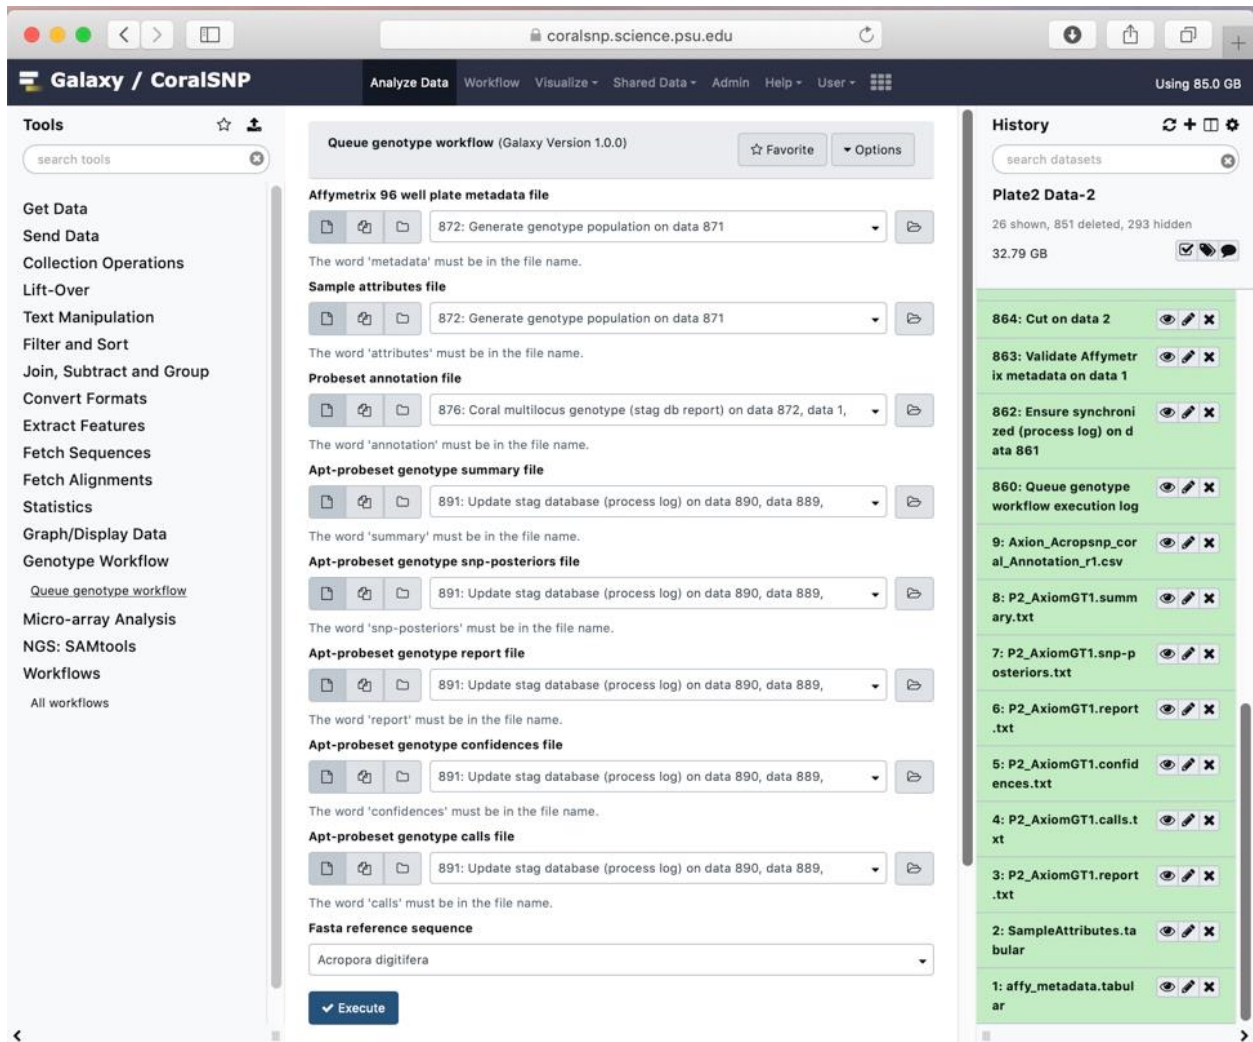 coralsnp.science.psu.edu
Galaxy / CoralSNP
Analyze Data Workflow Visualize Shared Data Admin Help User
Using 85.0 GB
Tools
search tools
Get Data
Send Data
Collection Operations
Lift-Over
Text Manipulation
Filter and Sort
Join, Subtract and Group
Convert Formats
Extract Features
Fetch Sequences
Fetch Alignments
Statistics
Graph/Display Data
Genotype Workflow
Queue genotype workflow
Micro-array Analysis
NGS: SAMtools
Workflows
All workflows
Queue genotype workflow (Galaxy Version 1.0.0)
Favorite
Options
Affymetrix 96 well plate metadata file
872: Generate genotype population on data 871
The word 'metadata' must be in the file name.
Sample attributes file
872: Generate genotype population on data 871
The word 'attributes' must be in the file name.
Probeset annotation file
876: Coral multilocus genotype (stag db report) on data 872, data 1,
The word 'annotation' must be in the file name.
Apt-probeset genotype summary file
891: Update stag database (process log) on data 890, data 889,
The word 'summary' must be in the file name.
Apt-probeset genotype snp-posteriors file
891: Update stag database (process log) on data 890, data 889,
The word 'snp-posteriors' must be in the file name.
Apt-probeset genotype report file
891: Update stag database (process log) on data 890, data 889,
The word 'report' must be in the file name.
Apt-probeset genotype confidences file
891: Update stag database (process log) on data 890, data 889,
The word 'confidences' must be in the file name.
Apt-probeset genotype calls file
891: Update stag database (process log) on data 890, data 889,
The word 'calls' must be in the file name.
Fasta reference sequence
Acropora digitifera
Execute
History
search datasets
Plate2 Data-2
26 shown, 851 deleted, 293 hidden
32.79 GB
864: Cut on data 2
863: Validate Affymetr
ix metadata on data 1
862: Ensure synchroni
zed (process log) on d
ata 861
860: Queue genotype
workflow execution log
9: Axion_Acropsnp_cor
al_Annotation_r1.csv
8: P2_AxiomGT1.summ
ary.txt
7: P2_AxiomGT1.snp-p
osteriors.txt
6: P2_AxiomGT1.report
.txt
5: P2_AxiomGT1.confid
ences.txt
4: P2_AxiomGT1.calls.t
xt
3: P2_AxiomGT1.report
.txt
2: SampleAttributes.ta
bular
1: affy_metadata.tabul
ar